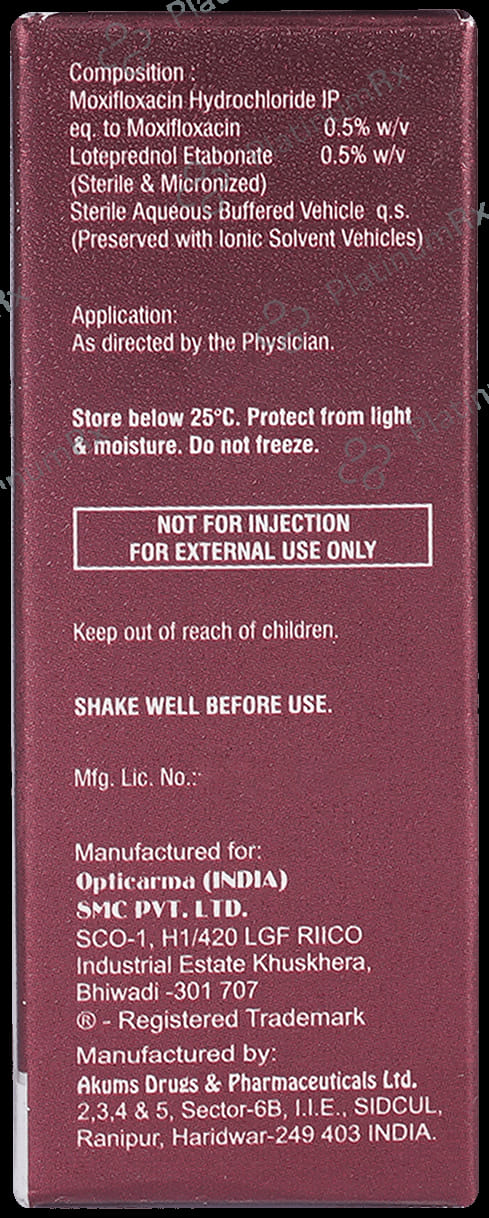 Composition :
Moxifloxacin Hydrochloride IP
eq. to Moxifloxacin 0.5% w/v
Loteprednol Etabonate 0.5% w/v
(Sterile & Micronized)
Sterile Aqueous Buffered Vehicle q.s.
(Preserved with Ionic Solvent Vehicles)
Application:
As directed by the Physician.
Store below 25°C. Protect from light
& moisture. Do not freeze.
NOT FOR INJECTION
FOR EXTERNAL USE ONLY
Keep out of reach of children.
SHAKE WELL BEFORE USE.
Mfg. Lic. No.:
Manufactured for:
Opticarma (INDIA)
SMC PVT. LTD.
SCO-1, H1/420 LGF RIICO
Industrial Estate Khuskhera,
Bhiwadi -301 707
® - Registered Trademark
Manufactured by:
Akums Drugs & Pharmaceuticals Ltd.
2,3,4 & 5, Sector-6B, I.I.E., SIDCUL,
Ranipur, Haridwar-249 403 INDIA.
PlatinumRx
PlatinumRx
PlatinumRx